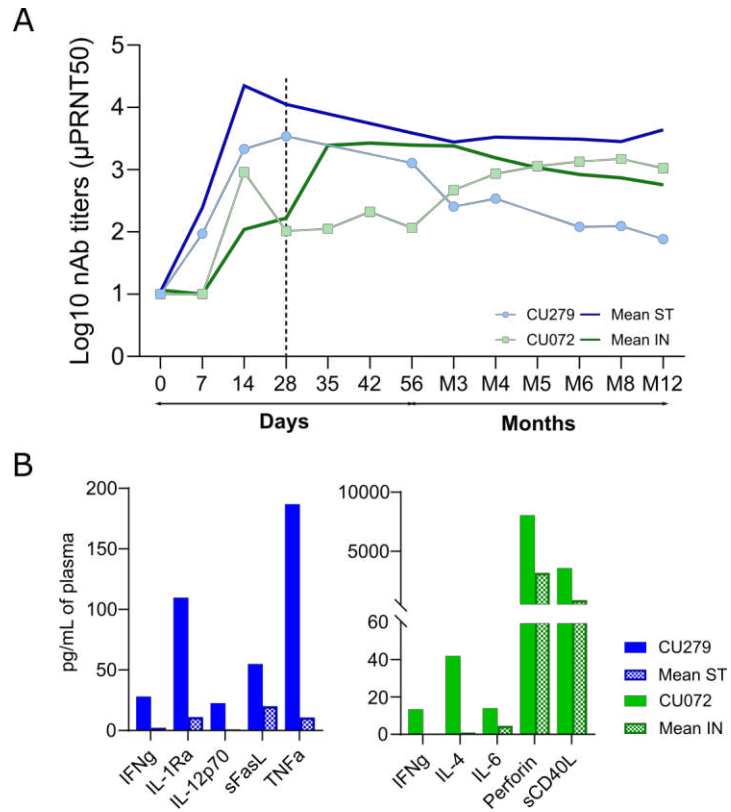 A
Log10 nAb titers (µPRNT50)
5
4
3
2
1
0
CU279 Mean ST
CU072 Mean IN
0 7 14 28 35 42 56 M3 M4 M5 M6 M8 M12
Days Months
B
pg/mL of plasma
200
150
100
50
0
IFNg IL-1Ra IL-12p70 sFasL TNFa
10000
5000
60
40
20
0
IFNg IL-4 IL-6 Perforin sCD40L
CU279
Mean ST
CU072
Mean IN